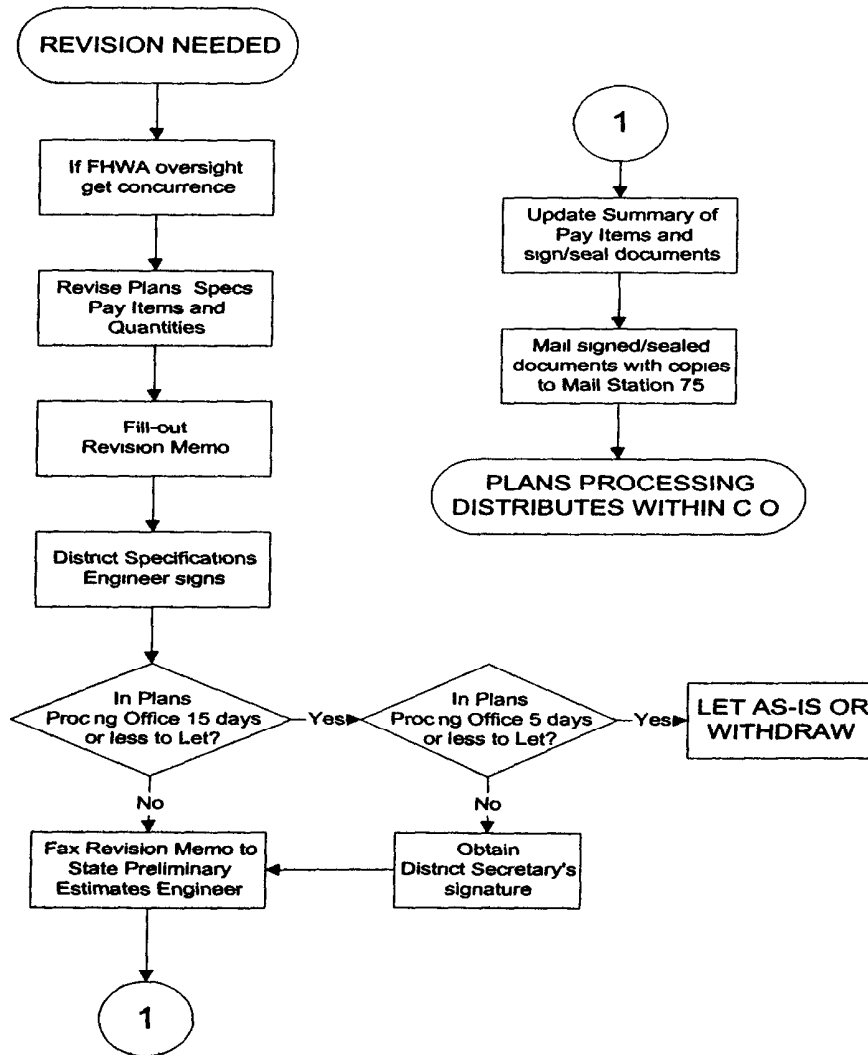 REVISION NEEDED
If FHWA oversight
get concurrence
Revise Plans Specs
Pay Items and
Quantities
Fill-out
Revision Memo
District Specifications
Engineer signs
In Plans
Procng Office 15 days
or less to Let?
Yes
In Plans
Procng Office 5 days
or less to Let?
Yes
LET AS-IS OR
WITHDRAW
No
No
Fax Revision Memo to
State Preliminary
Estimates Engineer
Obtain
District Secretary's
signature
1
1
Update Summary of
Pay Items and
sign/seal documents
Mail signed/sealed
documents with copies
to Mail Station 75
PLANS PROCESSING
DISTRIBUTES WITHIN C O